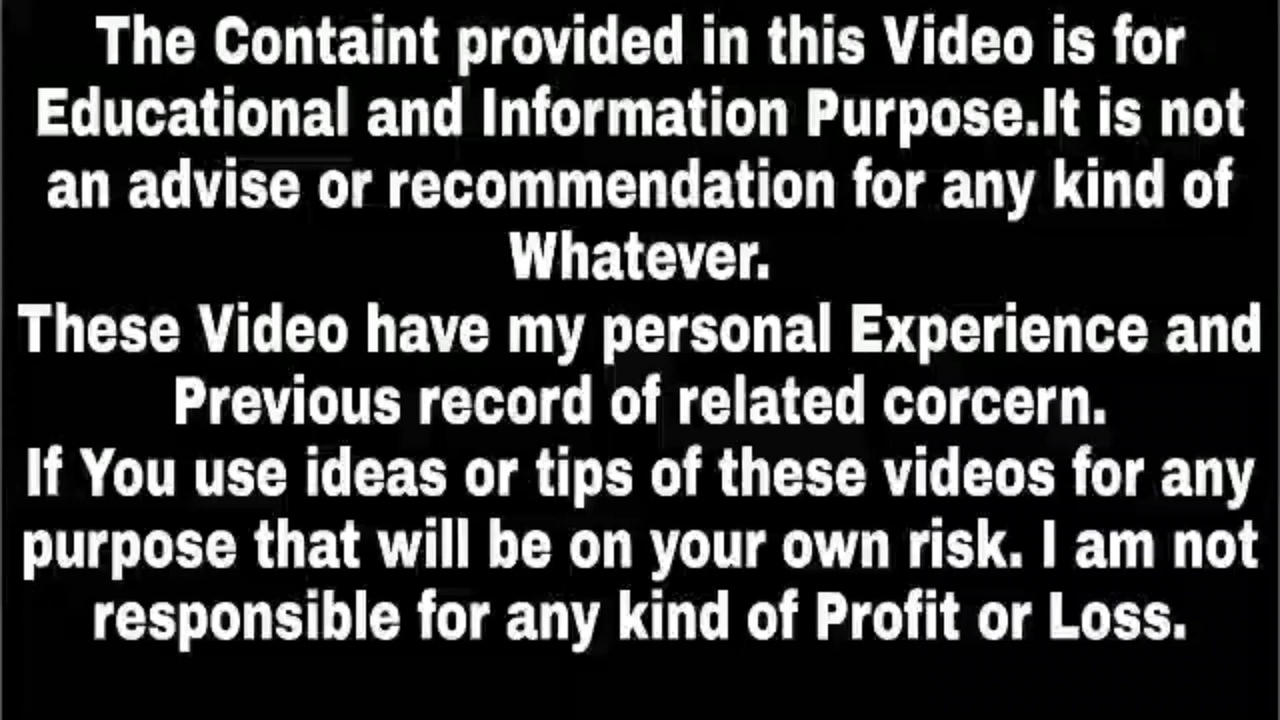 The Containt provided in this Video is for
Educational and Information Purpose.It is not
an advise or recommendation for any kind of
Whatever.
These Video have my personal Experience and
Previous record of related corcern.
If You use ideas or tips of these videos for any
purpose that will be on your own risk. I am not
responsible for any kind of Profit or Loss.